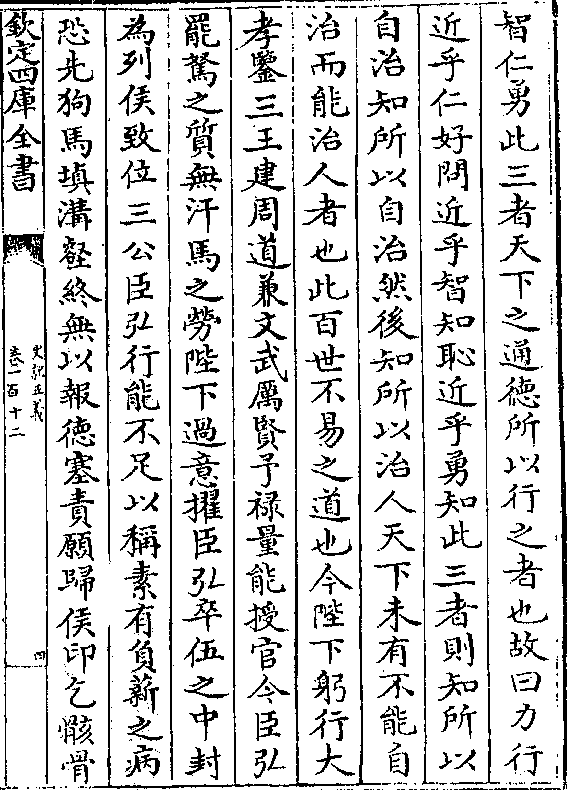 智仁勇此三者天下之通德所以行之者也故曰力行
近乎仁好問近乎智知恥近乎勇知此三者則知所以
自治知所以自治然後知所以治人天下未有不能自
治而能治人者也此百世不易之道也今陛下躬行大
孝鑒三王建周道兼文武厲賢予禄量能授官今臣弘
罷駑之質無汗馬之勞陛下過意擢臣弘卒伍之中封
為列侯致位三公臣弘行能不足以稱素有負薪之病
恐先狗馬填溝壑終無以報德塞責願歸侯印乞骸骨
欽定四庫全書
史記正義
卷一百十二
四